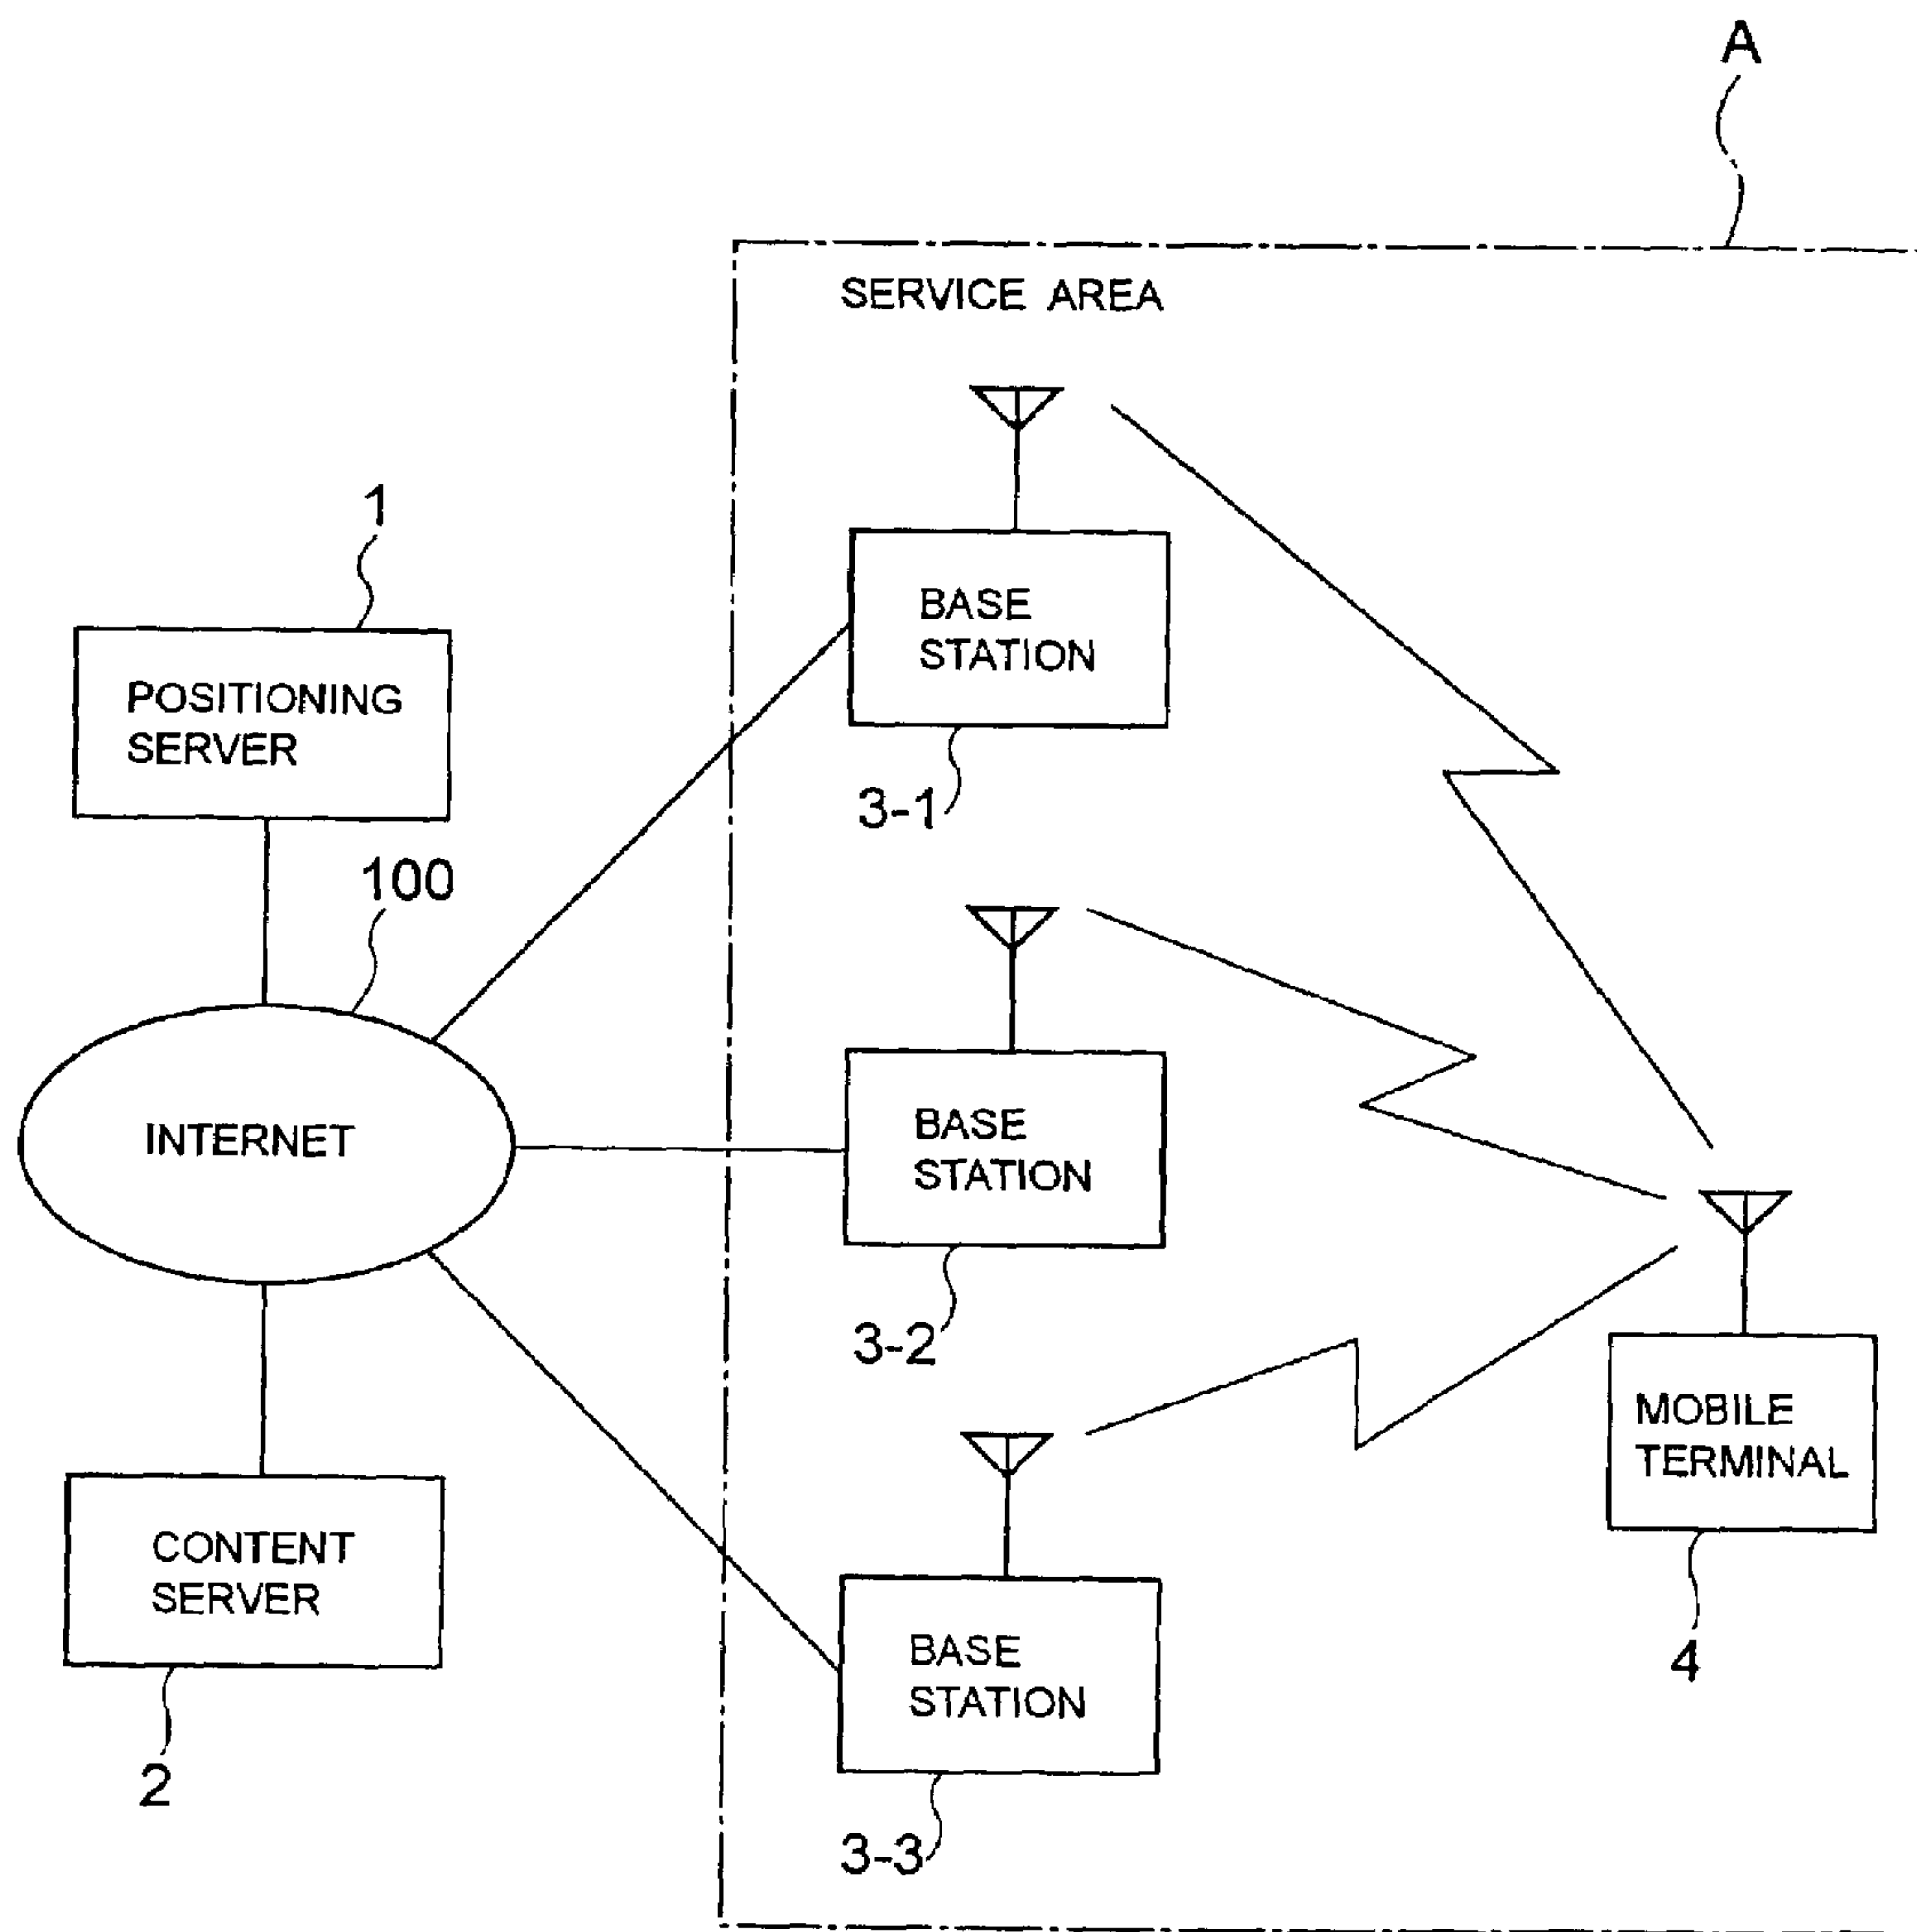 A
SERVICE AREA
1
BASE
STATION
POSITIONING
SERVER
3-1
100
BASE
STATION
INTERNET
3-2
MOBILE
TERMINAL
CONTENT
SERVER
BASE
STATION
4
2
3-3